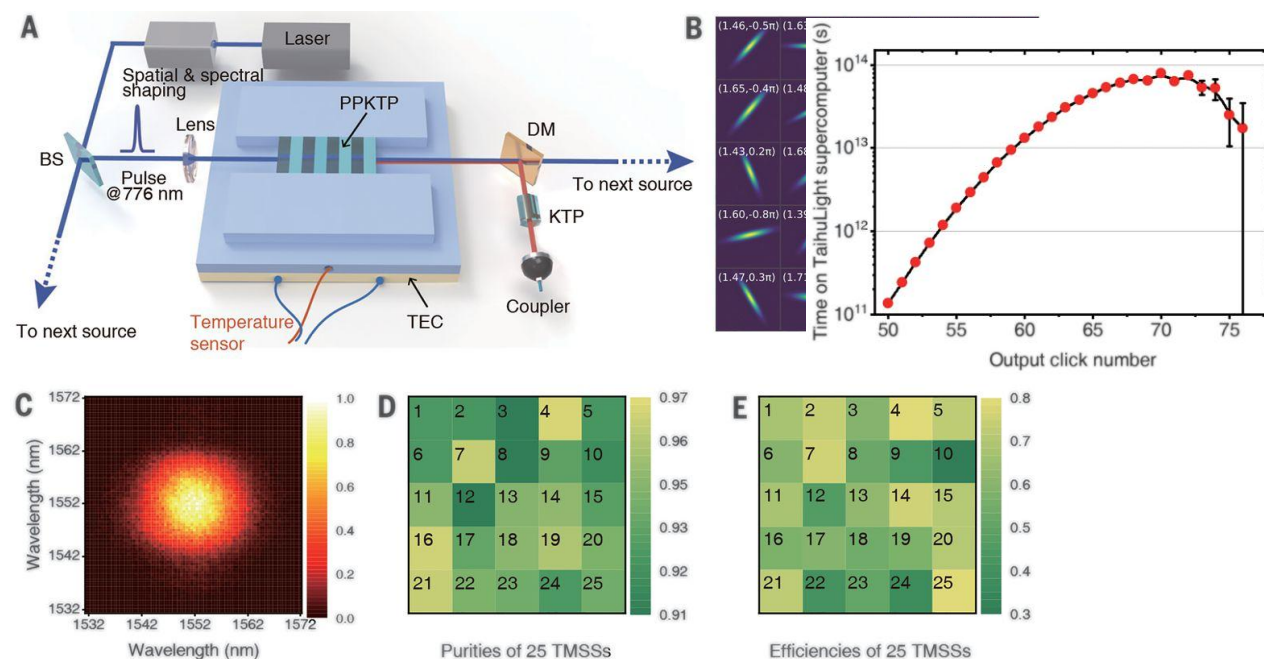 A
Laser
Spatial & spectral
shaping
PPKTP
Lens
DM
BS
Pulse
@776 nm
To next source
KTP
Coupler
To next source
Temperature
sensor
TEC
B
(1.46,-0.5π)
(1.65,-0.4π)
(1.43,0.2π)
(1.60,-0.8π)
(1.47,0.3π)
Time on TaihuLight supercomputer (s)
10¹⁴
10¹³
10¹²
10¹¹
50 55 60 65 70 75
Output click number
C
Wavelength (nm)
1572
1562
1552
1542
1532
1532 1542 1552 1562 1572
Wavelength (nm)
1.0
0.8
0.6
0.4
0.2
0.0
D
1 2 3 4 5
6 7 8 9 10
11 12 13 14 15
16 17 18 19 20
21 22 23 24 25
0.97
0.96
0.95
0.94
0.93
0.92
0.91
Purities of 25 TMSSs
E
1 2 3 4 5
6 7 8 9 10
11 12 13 14 15
16 17 18 19 20
21 22 23 24 25
0.8
0.7
0.6
0.5
0.4
0.3
Efficiencies of 25 TMSSs